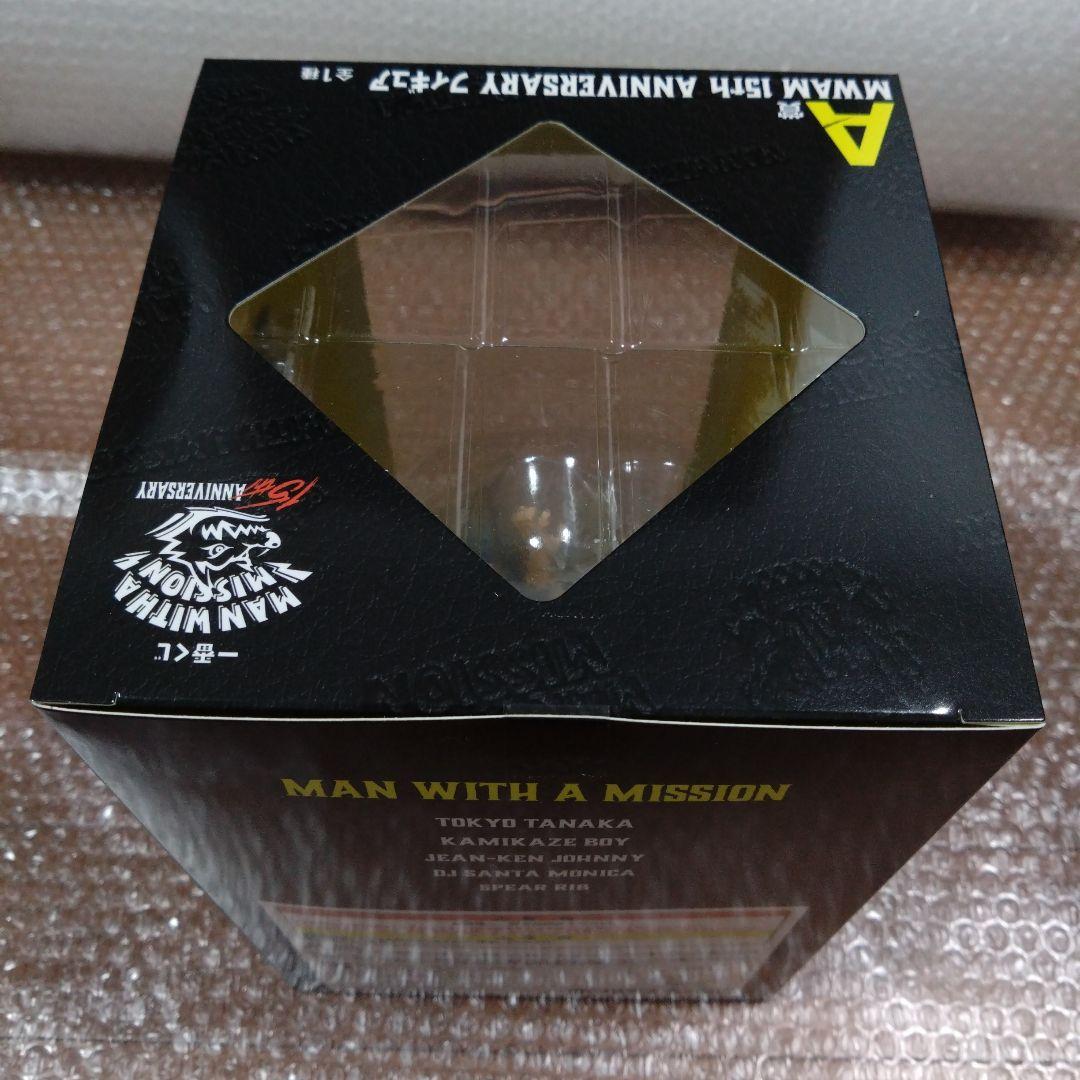 A賞
MWAM 15th ANNIVERSARY フィギュア 全1種
一番くじ
MAN WITH A
MISSION
15th
ANNIVERSARY
MISSION
MAN WITH A MISSION
TOKYO TANAKA
KAMIKAZE BOY
JEAN-KEN JOHNNY
DJ SANTA MONICA
SPEAR RIB